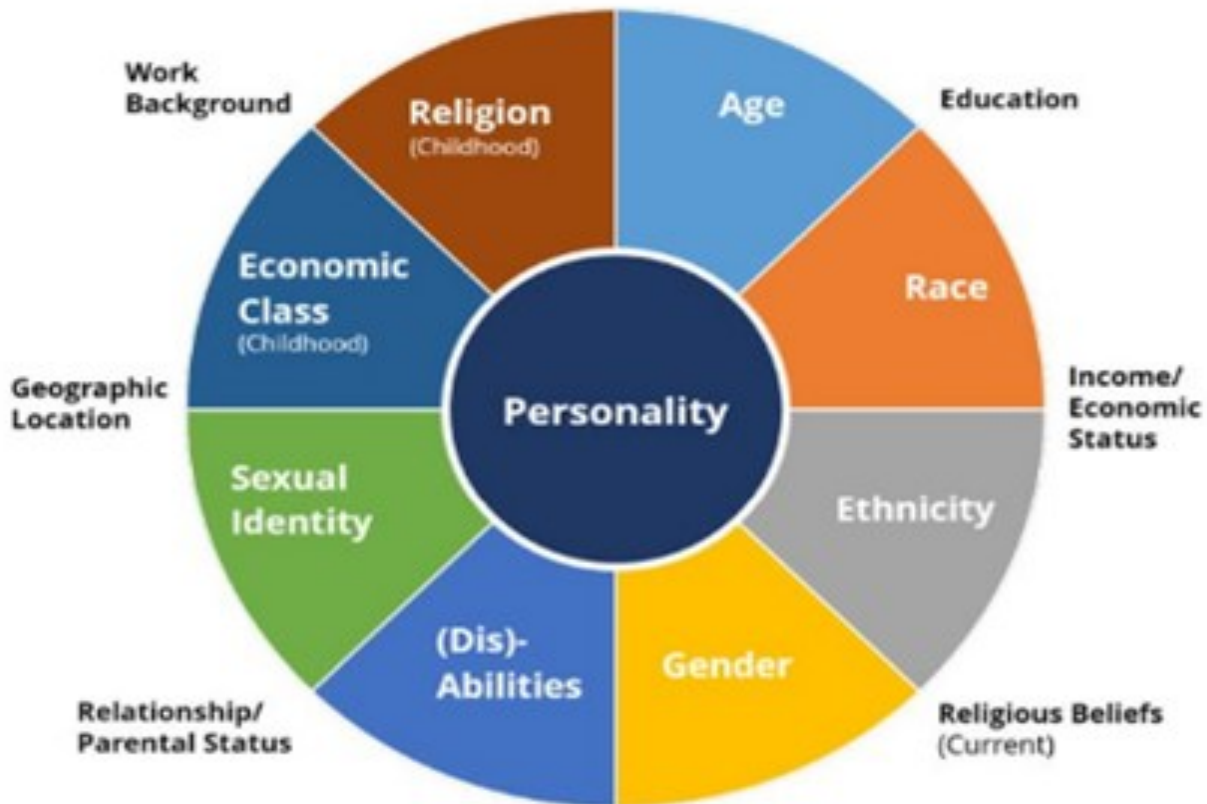 Work
Background
Religion
(Childhood)
Age
Education
Economic
Class
(Childhood)
Race
Geographic
Location
Personality
Income/
Economic
Status
Sexual
Identity
Ethnicity
(Dis)-
Abilities
Gender
Relationship/
Parental Status
Religious Beliefs
(Current)